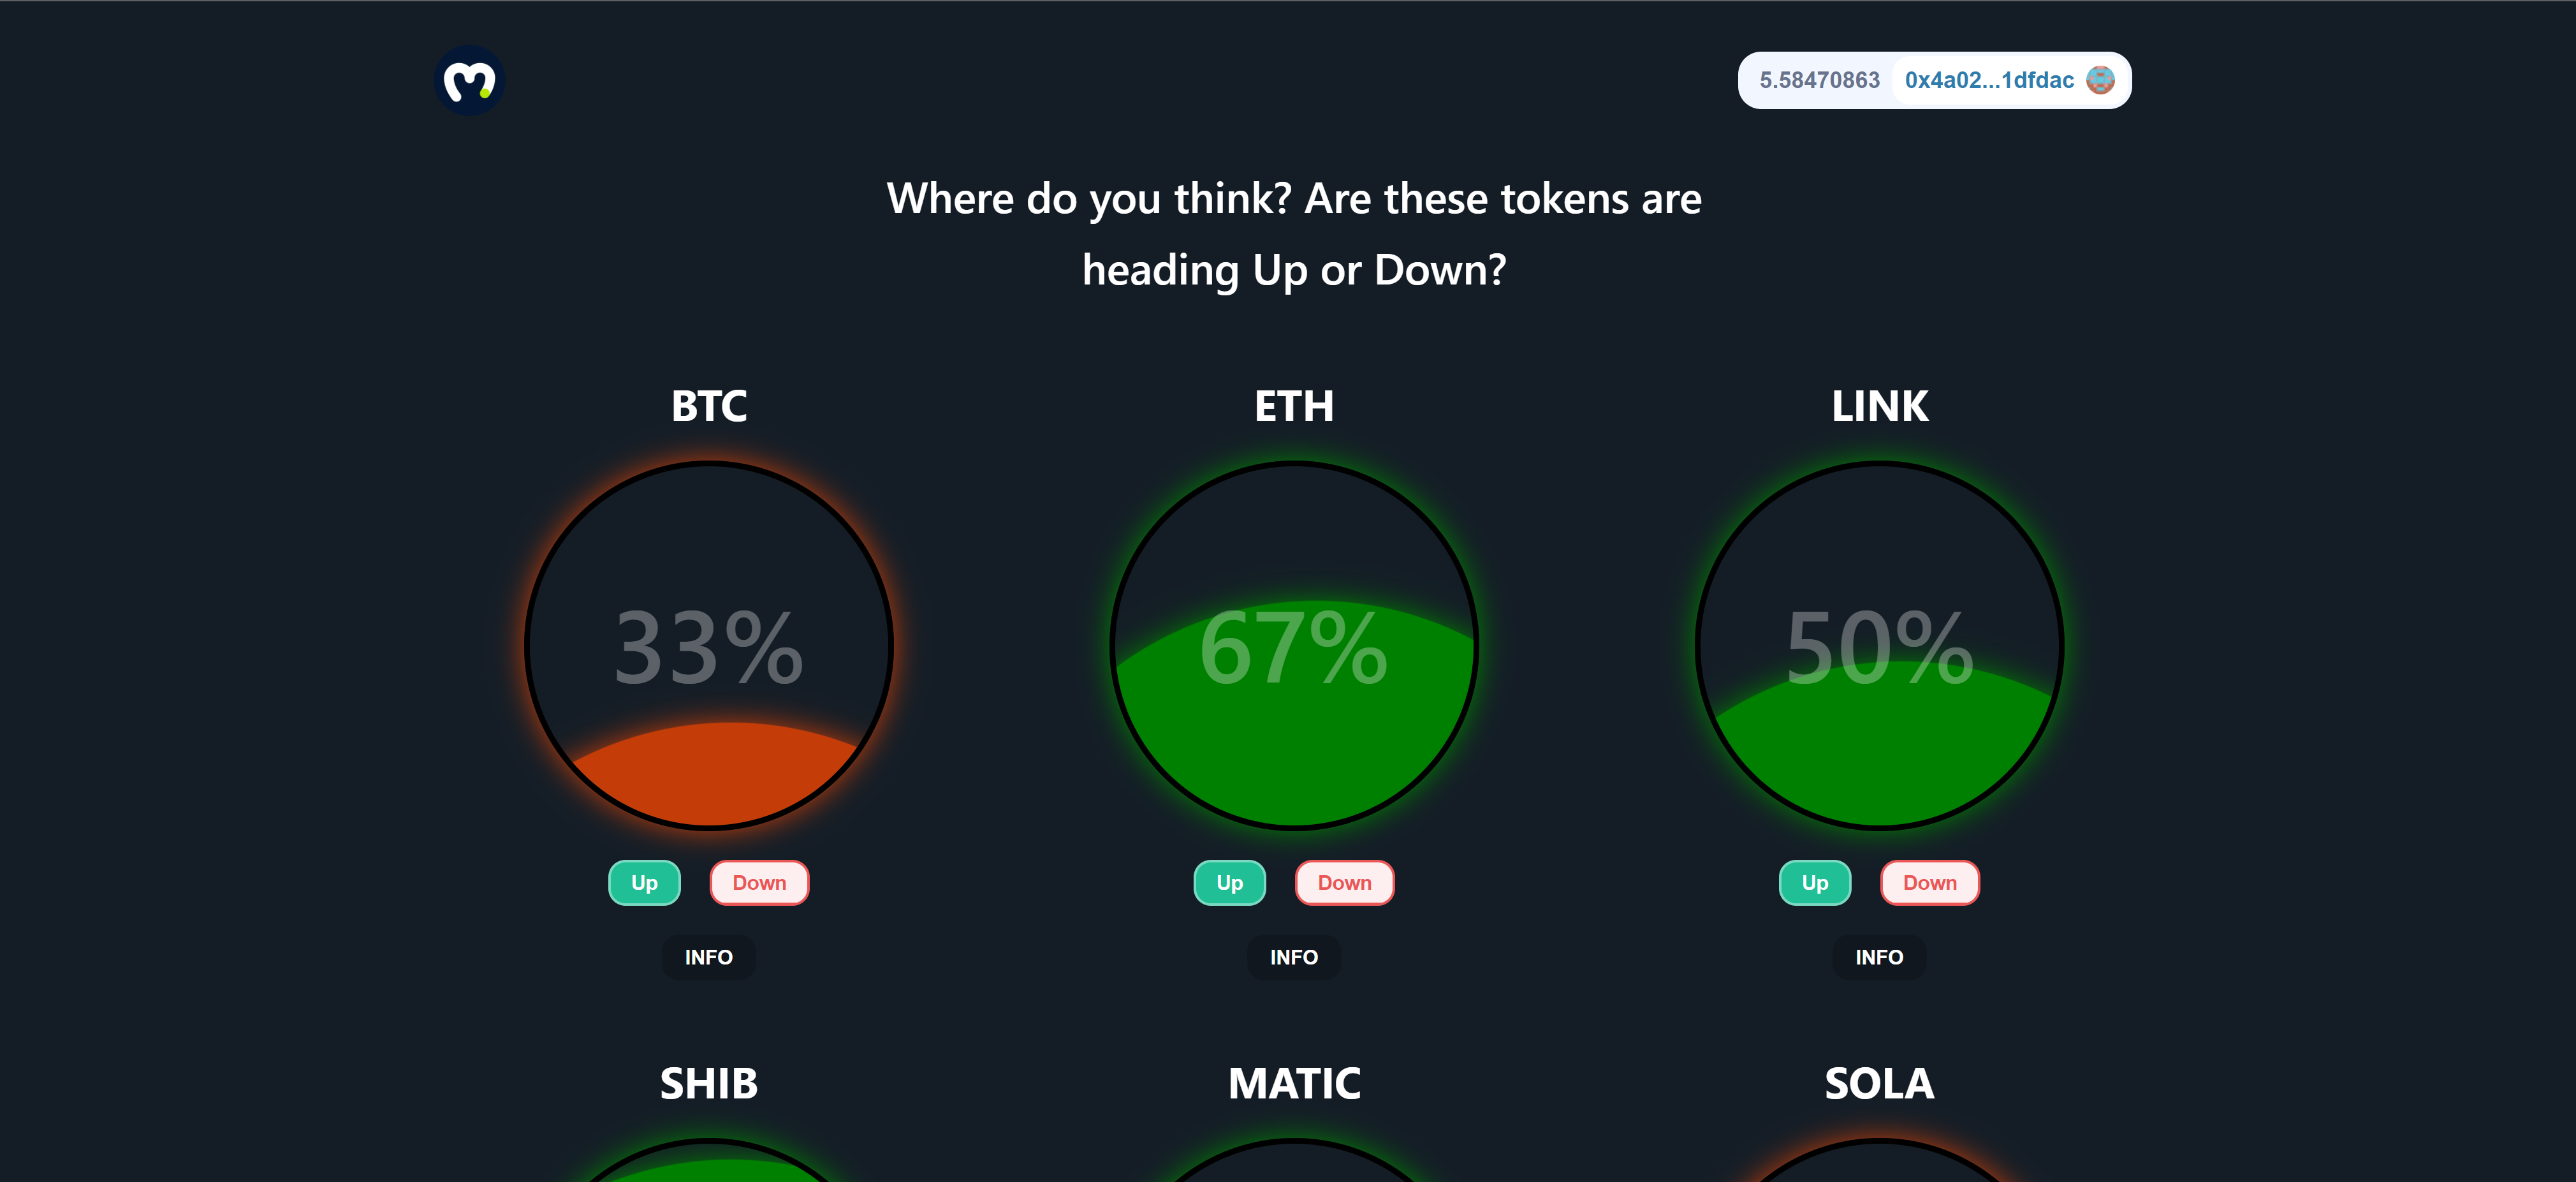 5.58470863 0x4a02...1dfdac
Where do you think? Are these tokens are
heading Up or Down?
BTC ETH LINK
33% 67% 50%
Up Down Up Down Up Down
INFO INFO INFO
SHIB MATIC SOLA